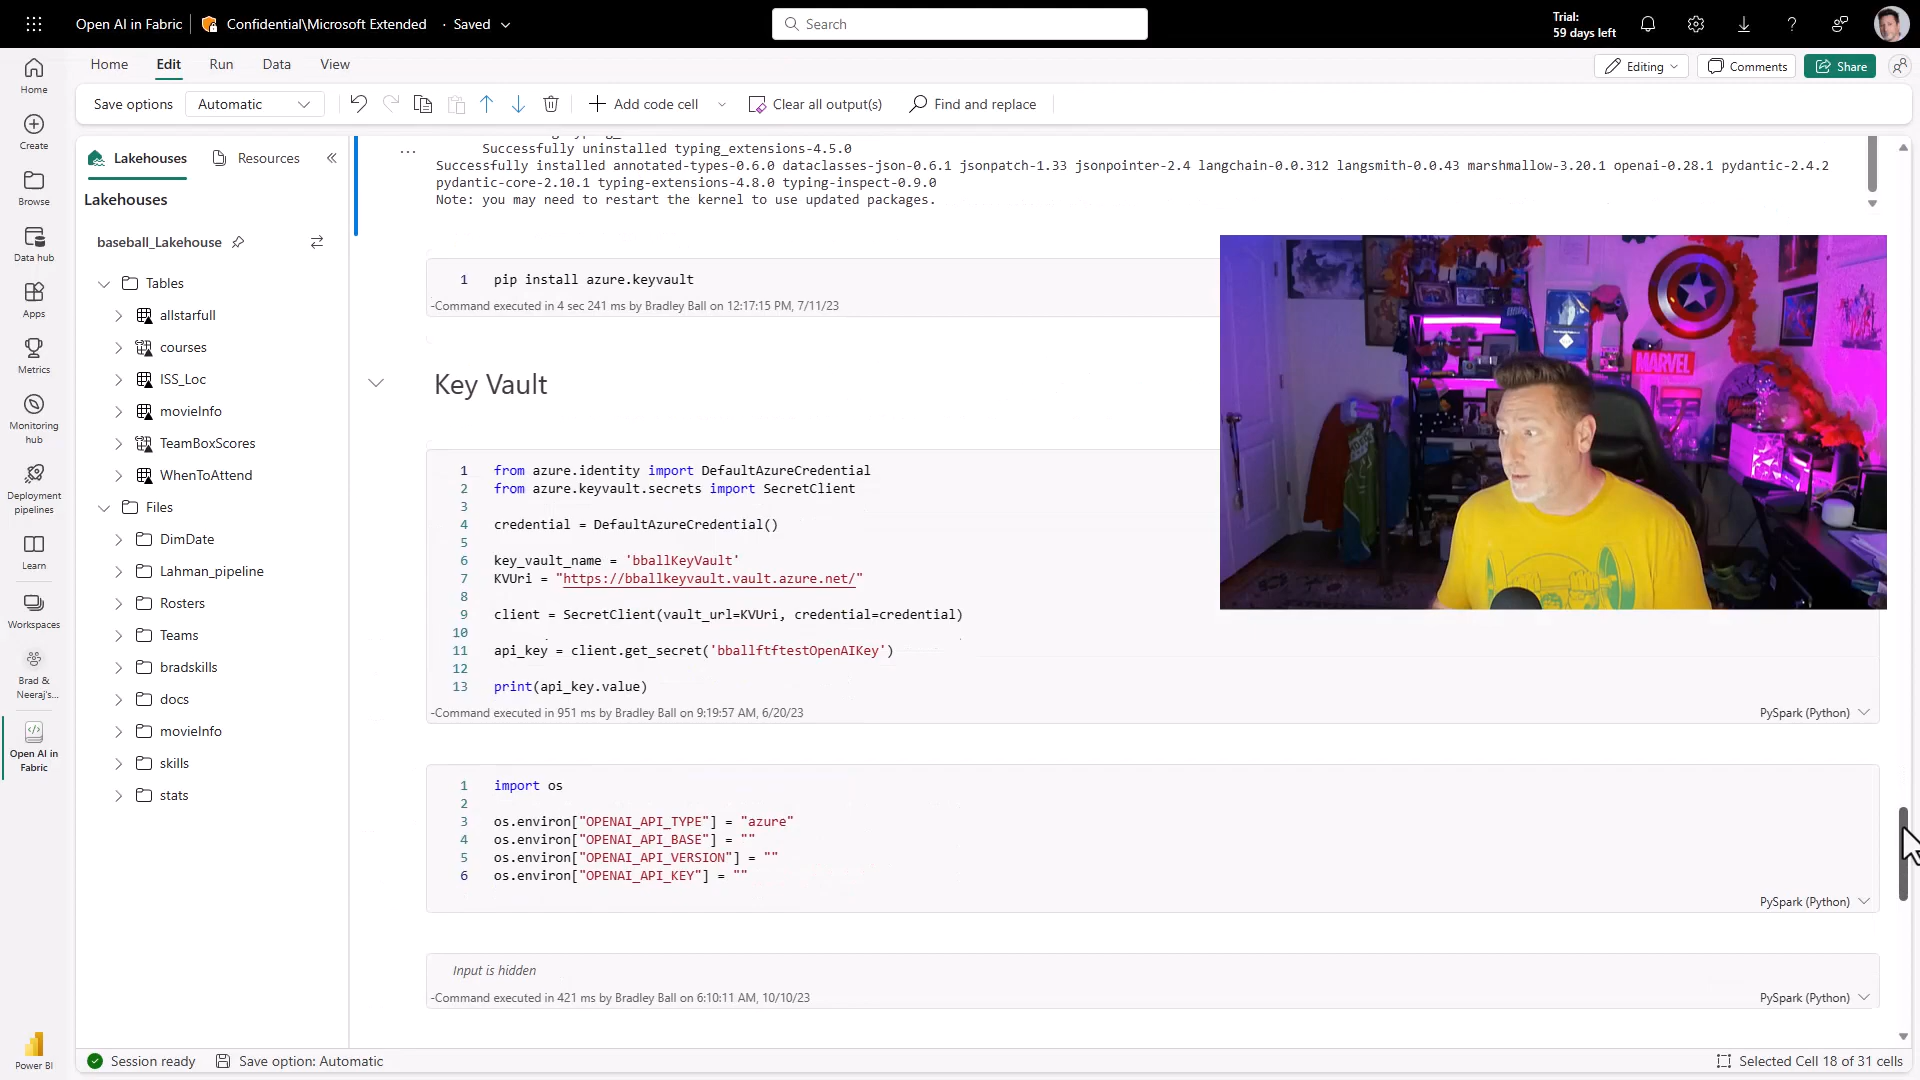 Open AI in Fabric
Confidential\Microsoft Extended
· Saved
Search
Trial:
59 days left
Home
Edit
Run
Data
View
Editing
Comments
Share
Save options
Automatic
Add code cell
Clear all output(s)
Find and replace
Home
Create
Browse
Data hub
Apps
Metrics
Monitoring
hub
Deployment
pipelines
Learn
Workspaces
Brad &
Neeraj's...
Open AI in
Fabric
Power BI
Lakehouses
Resources
Lakehouses
baseball_Lakehouse
Tables
allstarfull
courses
ISS_Loc
movieInfo
TeamBoxScores
WhenToAttend
Files
DimDate
Lahman_pipeline
Rosters
Teams
bradskills
docs
movieInfo
skills
stats
...
Successfully uninstalled typing_extensions-4.5.0
Successfully installed annotated-types-0.6.0 dataclasses-json-0.6.1 jsonpatch-1.33 jsonpointer-2.4 langchain-0.0.312 langsmith-0.0.43 marshmallow-3.20.1 openai-0.28.1 pydantic-2.4.2
pydantic-core-2.10.1 typing-extensions-4.8.0 typing-inspect-0.9.0
Note: you may need to restart the kernel to use updated packages.
1 pip install azure.keyvault
-Command executed in 4 sec 241 ms by Bradley Ball on 12:17:15 PM, 7/11/23
Key Vault
1 from azure.identity import DefaultAzureCredential
2 from azure.keyvault.secrets import SecretClient
3
4 credential = DefaultAzureCredential()
5
6 key_vault_name = 'bballKeyVault'
7 KVUri = "https://bballkeyvault.vault.azure.net/"
8
9 client = SecretClient(vault_url=KVUri, credential=credential)
10
11 api_key = client.get_secret('bballftftestOpenAIKey')
12
13 print(api_key.value)
-Command executed in 951 ms by Bradley Ball on 9:19:57 AM, 6/20/23
PySpark (Python)
1 import os
2
3 os.environ["OPENAI_API_TYPE"] = "azure"
4 os.environ["OPENAI_API_BASE"] = ""
5 os.environ["OPENAI_API_VERSION"] = ""
6 os.environ["OPENAI_API_KEY"] = ""
PySpark (Python)
Input is hidden
-Command executed in 421 ms by Bradley Ball on 6:10:11 AM, 10/10/23
PySpark (Python)
MARVEL
Session ready
Save option: Automatic
Selected Cell 18 of 31 cells